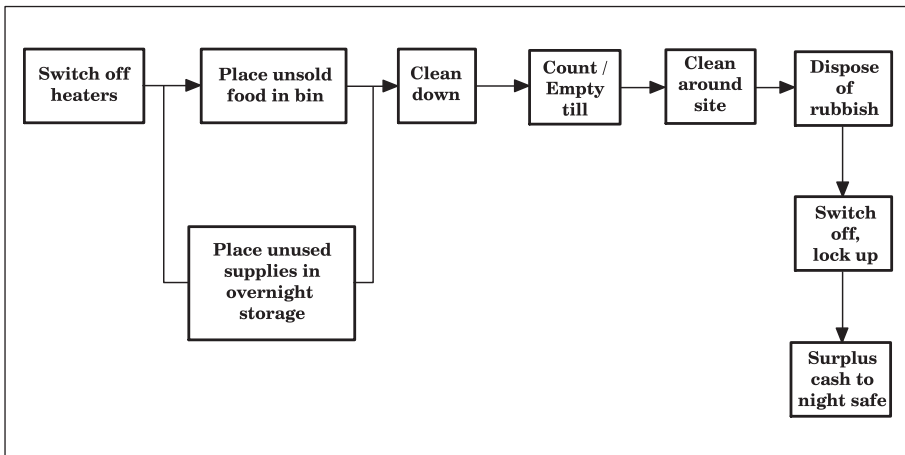 Switch off
heaters
Place unsold
food in bin
Place unused
supplies in
overnight
storage
Clean
down
Count /
Empty
till
Clean
around
site
Dispose
of
rubbish
Switch
off,
lock up
Surplus
cash to
night safe